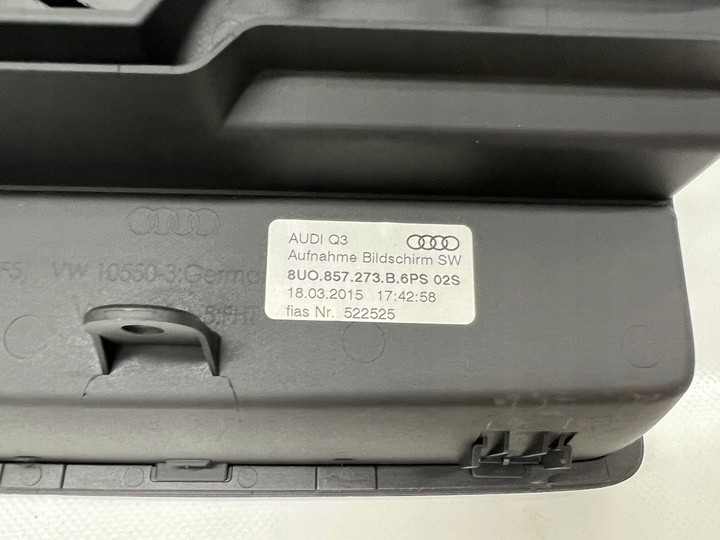 AUDI Q3
Aufnahme Bildschirm SW
8UO.857.273.B.6PS 02S
18.03.2015 17:42:58
fias Nr. 522525
VW 10550-3;Germa